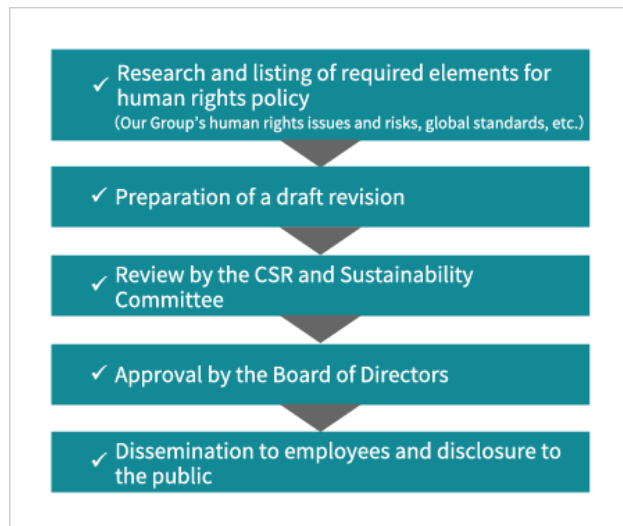 ✓ Research and listing of required elements for
human rights policy
(Our Group's human rights issues and risks, global standards, etc.)
✓ Preparation of a draft revision
✓ Review by the CSR and Sustainability
Committee
✓ Approval by the Board of Directors
✓ Dissemination to employees and disclosure to
the public